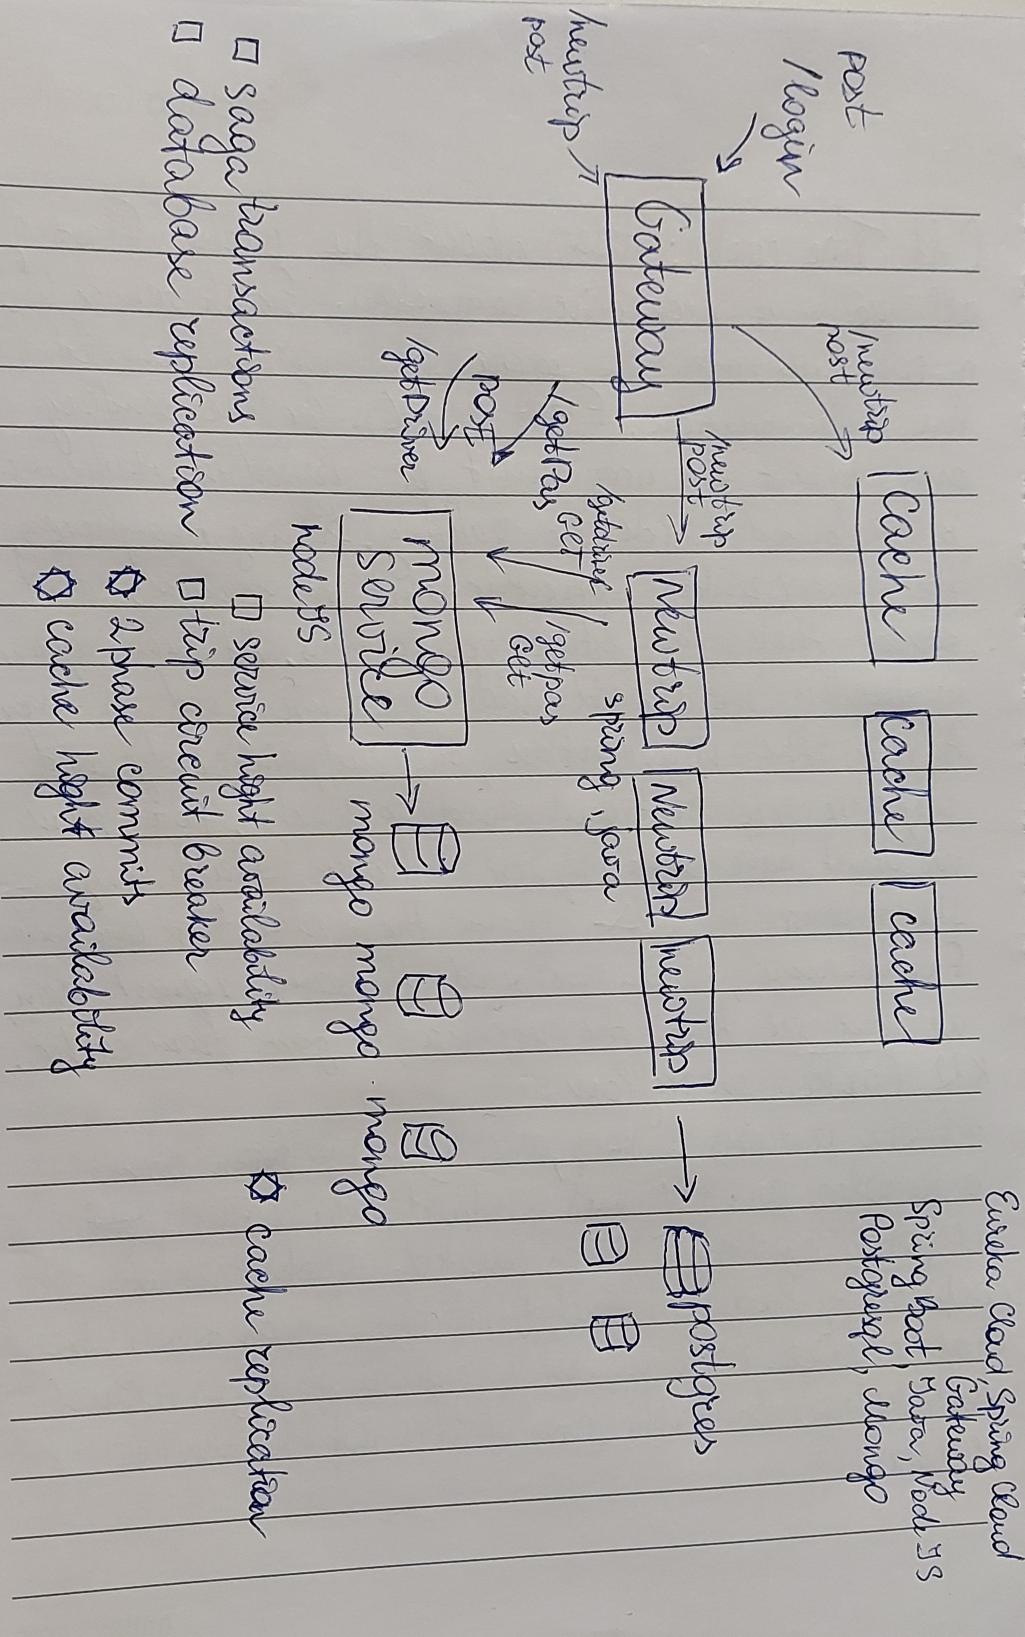 Eureka Cloud, Spring Cloud
Gateway
Spring Boot, Java, Node JS
Postgresql, Mongo
cache
cache
cache
/newtrip
post
post
/login
Gateway
/newtrip
post
/newtrip
post
Newtrip
Newtrip
newtrip
spring, java
postgres
/getdriver
GET
/getpas
Get
/getPas
post
/getDriver
mongo
service
node JS
mongo
mongo
mongo
saga transactions
database replication
service hight availability
trip circuit breaker
2phase commits
cache hight availability
cache replication